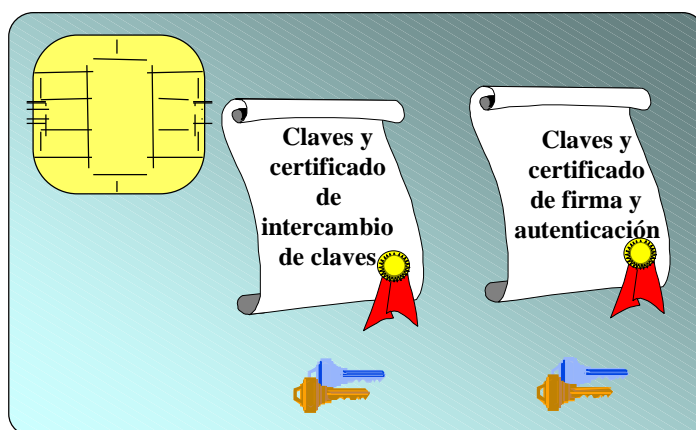 Claves y
certificado
de
intercambio
de claves
Claves y
certificado
de firma y
autenticación